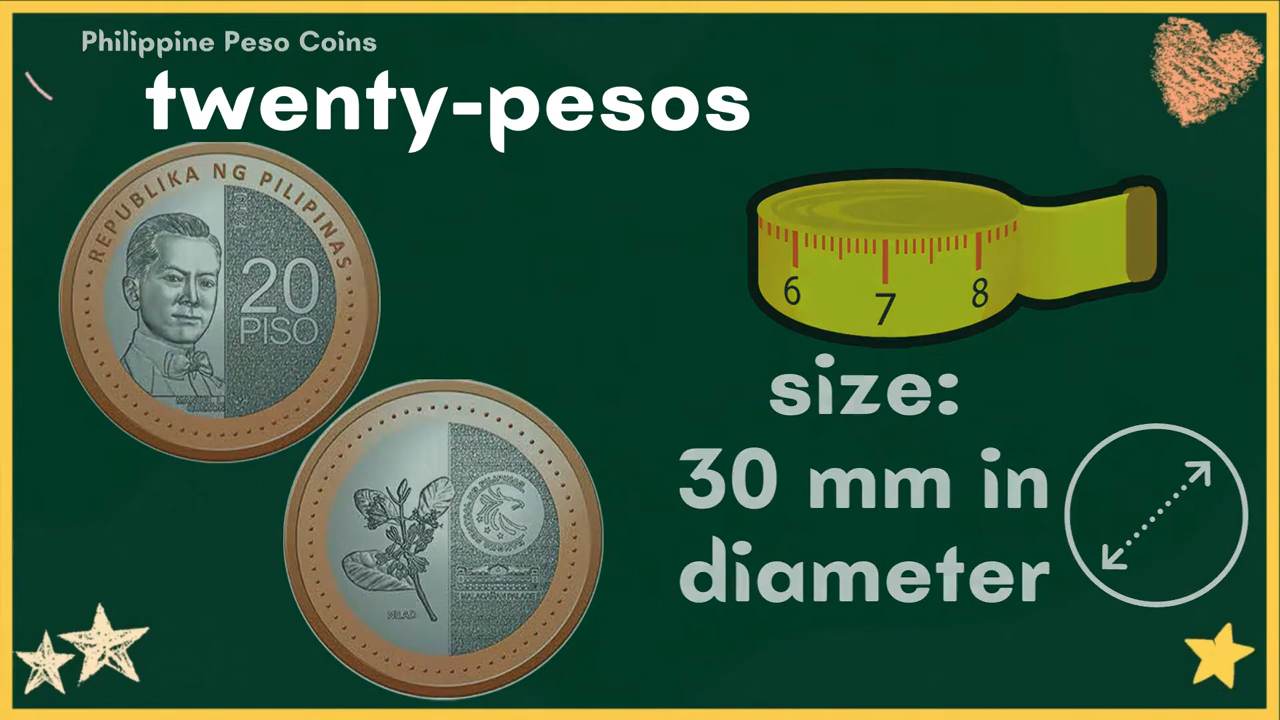 Philippine Peso Coins
twenty-pesos
REPUBLIKA NG PILIPINAS
20
PISO
NILAD
MALACAÑAN PALACE
6 7 8
size:
30 mm in
diameter